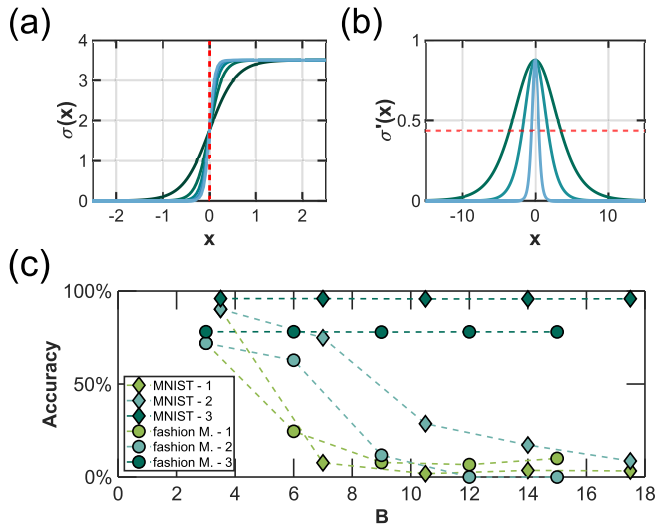 (a)
4
3
2
1
0
σ(x)
-2
-1
0
1
2
x
(b)
1
0.5
0
σ'(x)
-10
0
10
x
(c)
100%
50%
0%
Accuracy
MNIST - 1
MNIST - 2
MNIST - 3
fashion M. - 1
fashion M. - 2
fashion M. - 3
0
2
4
6
8
10
12
14
16
18
B